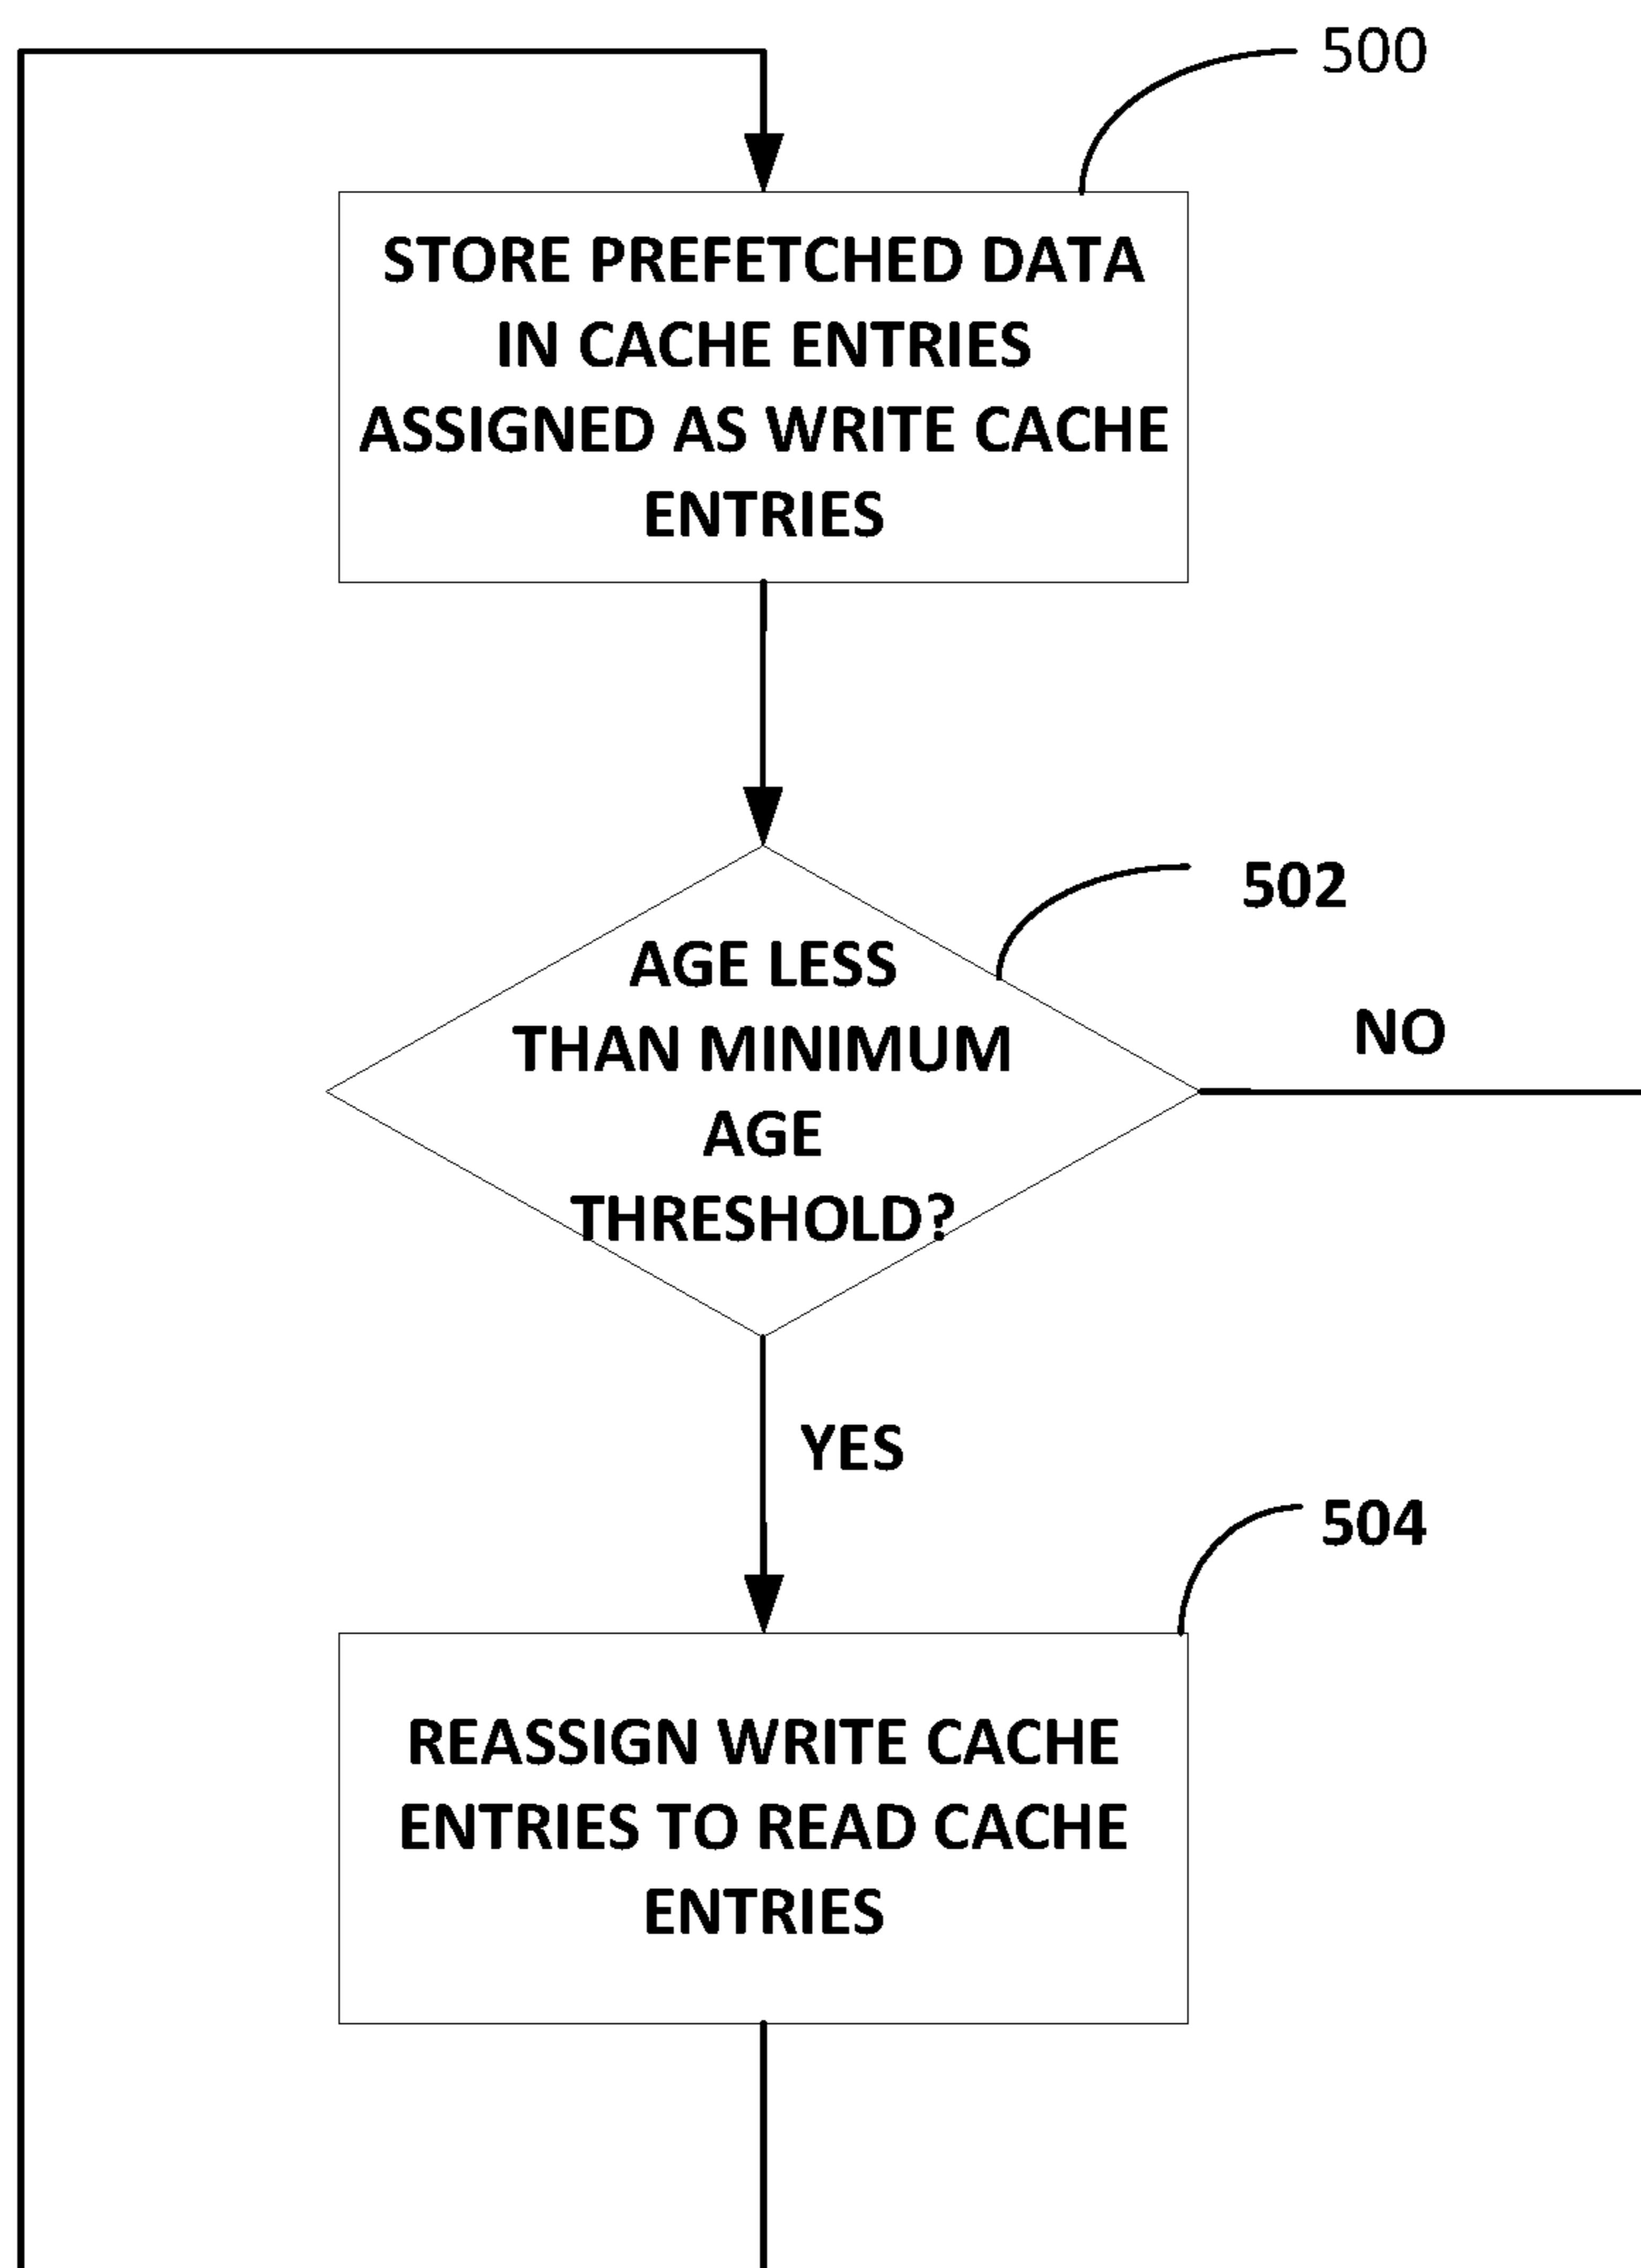 500
STORE PREFETCHED DATA
IN CACHE ENTRIES
ASSIGNED AS WRITE CACHE
ENTRIES
502
AGE LESS
THAN MINIMUM
AGE
THRESHOLD?
NO
YES
504
REASSIGN WRITE CACHE
ENTRIES TO READ CACHE
ENTRIES